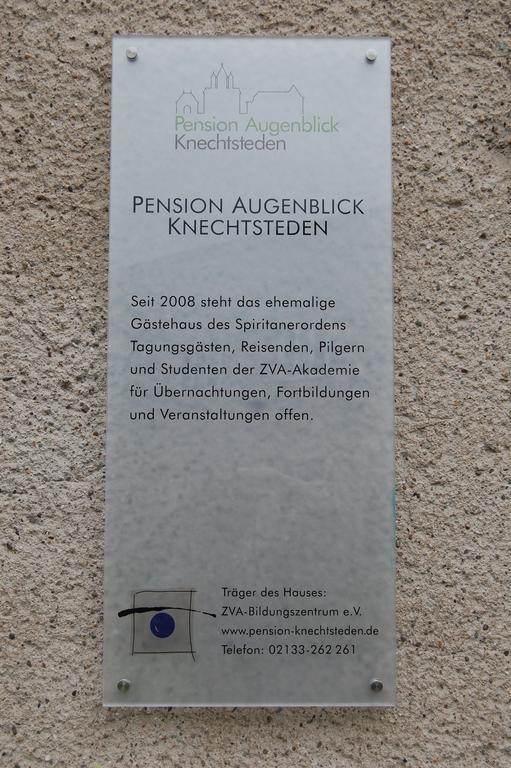 Pension Augenblick
Knechtsteden
PENSION AUGENBLICK
KNECHTSTEDEN
Seit 2008 steht das ehemalige
Gästehaus des Spiritanerordens
Tagungsgästen, Reisenden, Pilgern
und Studenten der ZVA-Akademie
für Übernachtungen, Fortbildungen
und Veranstaltungen offen.
Träger des Hauses:
ZVA-Bildungszentrum e.V.
www.pension-knechtsteden.de
Telefon: 02133-262 261